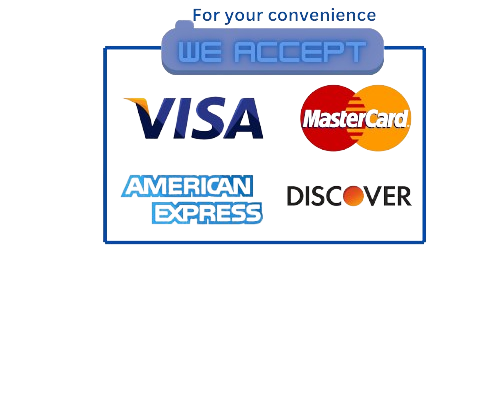 For your convenience
WE ACCEPT
VISA
MasterCard
AMERICAN
EXPRESS
DISCOVER